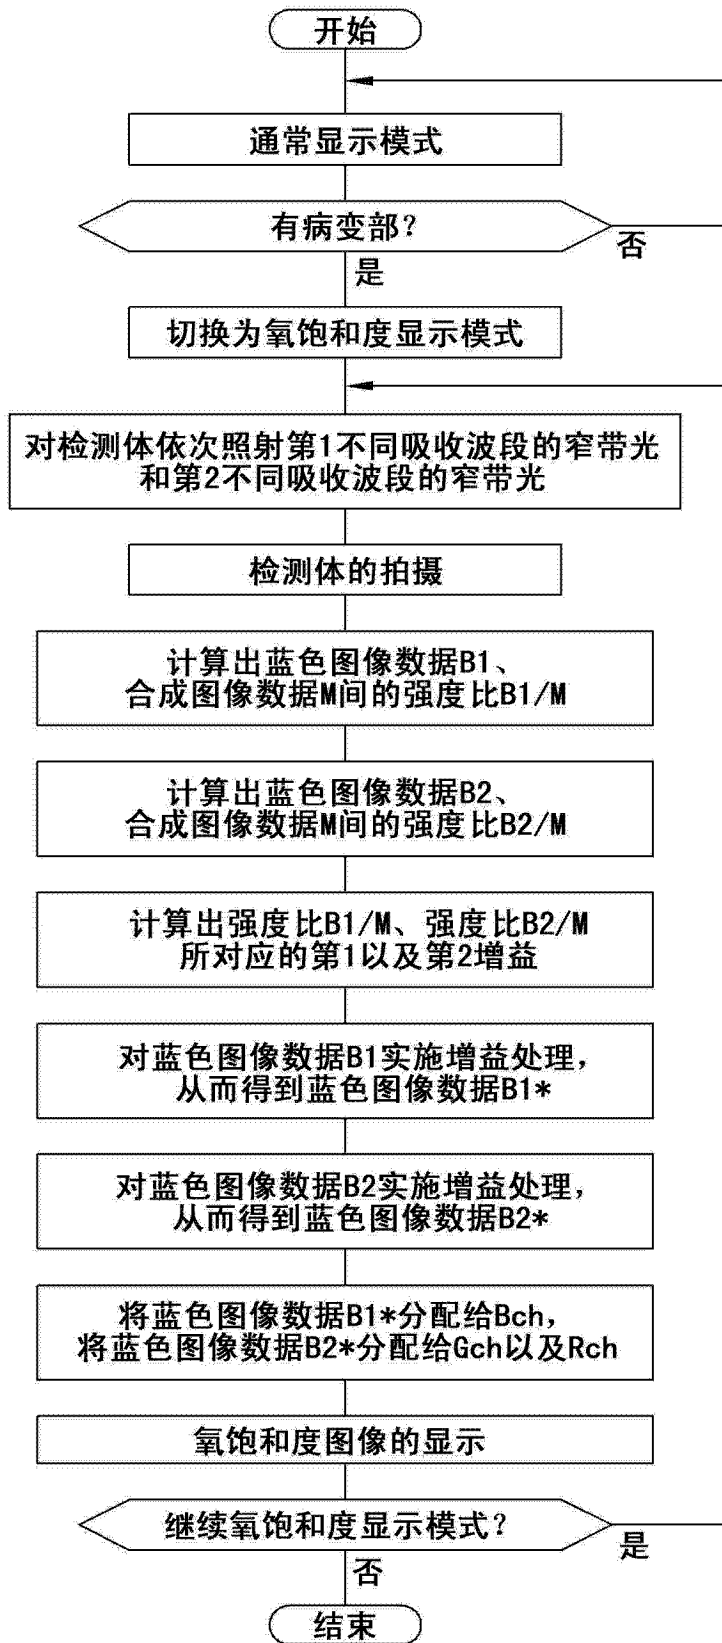 开始
通常显示模式
有病变部？
否
是
切换为氧饱和度显示模式
对检测体依次照射第1不同吸收波段的窄带光
和第2不同吸收波段的窄带光
检测体的拍摄
计算出蓝色图像数据B1、
合成图像数据M间的强度比B1/M
计算出蓝色图像数据B2、
合成图像数据M间的强度比B2/M
计算出强度比B1/M、强度比B2/M
所对应的第1以及第2增益
对蓝色图像数据B1实施增益处理，
从而得到蓝色图像数据B1*
对蓝色图像数据B2实施增益处理，
从而得到蓝色图像数据B2*
将蓝色图像数据B1*分配给Bch，
将蓝色图像数据B2*分配给Gch以及Rch
氧饱和度图像的显示
继续氧饱和度显示模式？
是
否
结束